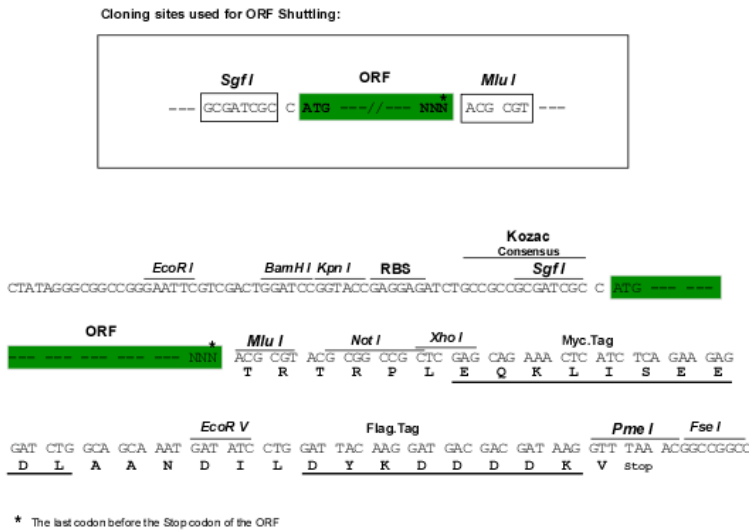 Cloning sites used for ORF Shuttling:
Sgf I ORF Mlu I
*
--- GCGATCGC C ATG ---//--- NNN ACG CGT ---
Kozac
Consensus
EcoR I BamH I Kpn I RBS Sgf I
CTATAGGGCGGCCGGGAATTCGTCGACTGGATCCGGTACCGAGGAGATCTGCCGCCGCGATCGC C ATG --- ---
ORF * Mlu I Not I Xho I Myc.Tag
--- --- --- --- --- NNN ACG CGT ACG CGG CCG CTC GAG CAG AAA CTC ATC TCA GAA GAG
T R T R P L E Q K L I S E E
EcoR V Flag.Tag Pme I Fse I
GAT CTG GCA GCA AAT GAT ATC CTG GAT TAC AAG GAT GAC GAC GAT AAG GTT TAA ACGGCCGGCC
D L A A N D I L D Y K D D D D K V Stop
* The last codon before the Stop codon of the ORF